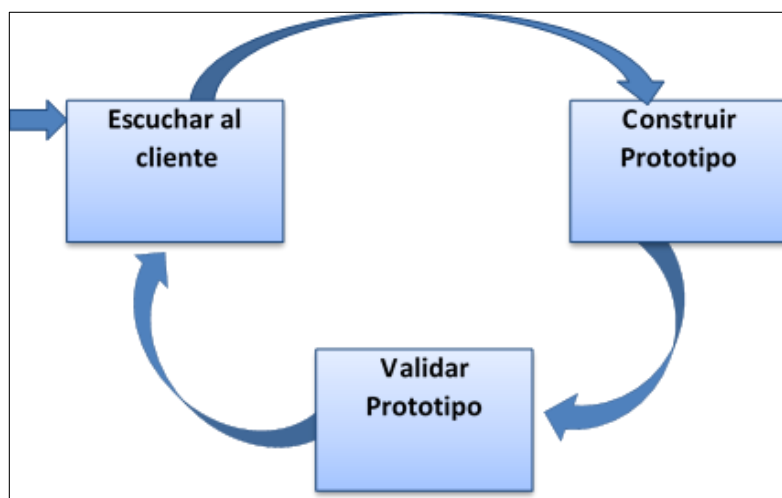 Escuchar al
cliente
Construir
Prototipo
Validar
Prototipo